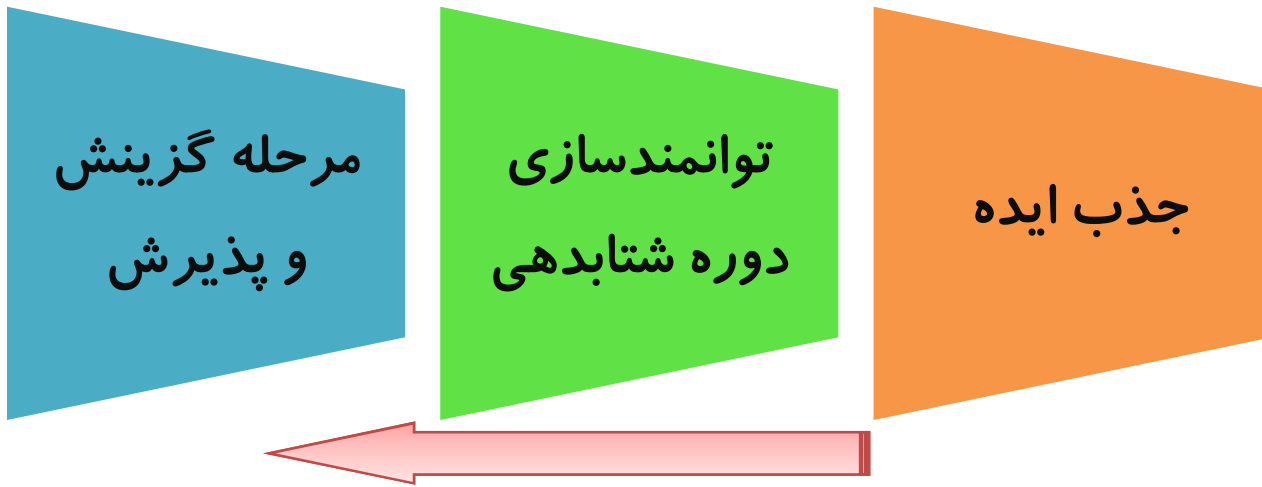 جذب ایده
توانمندسازی
دوره شتابدهی
مرحله گزینش
و پذیرش